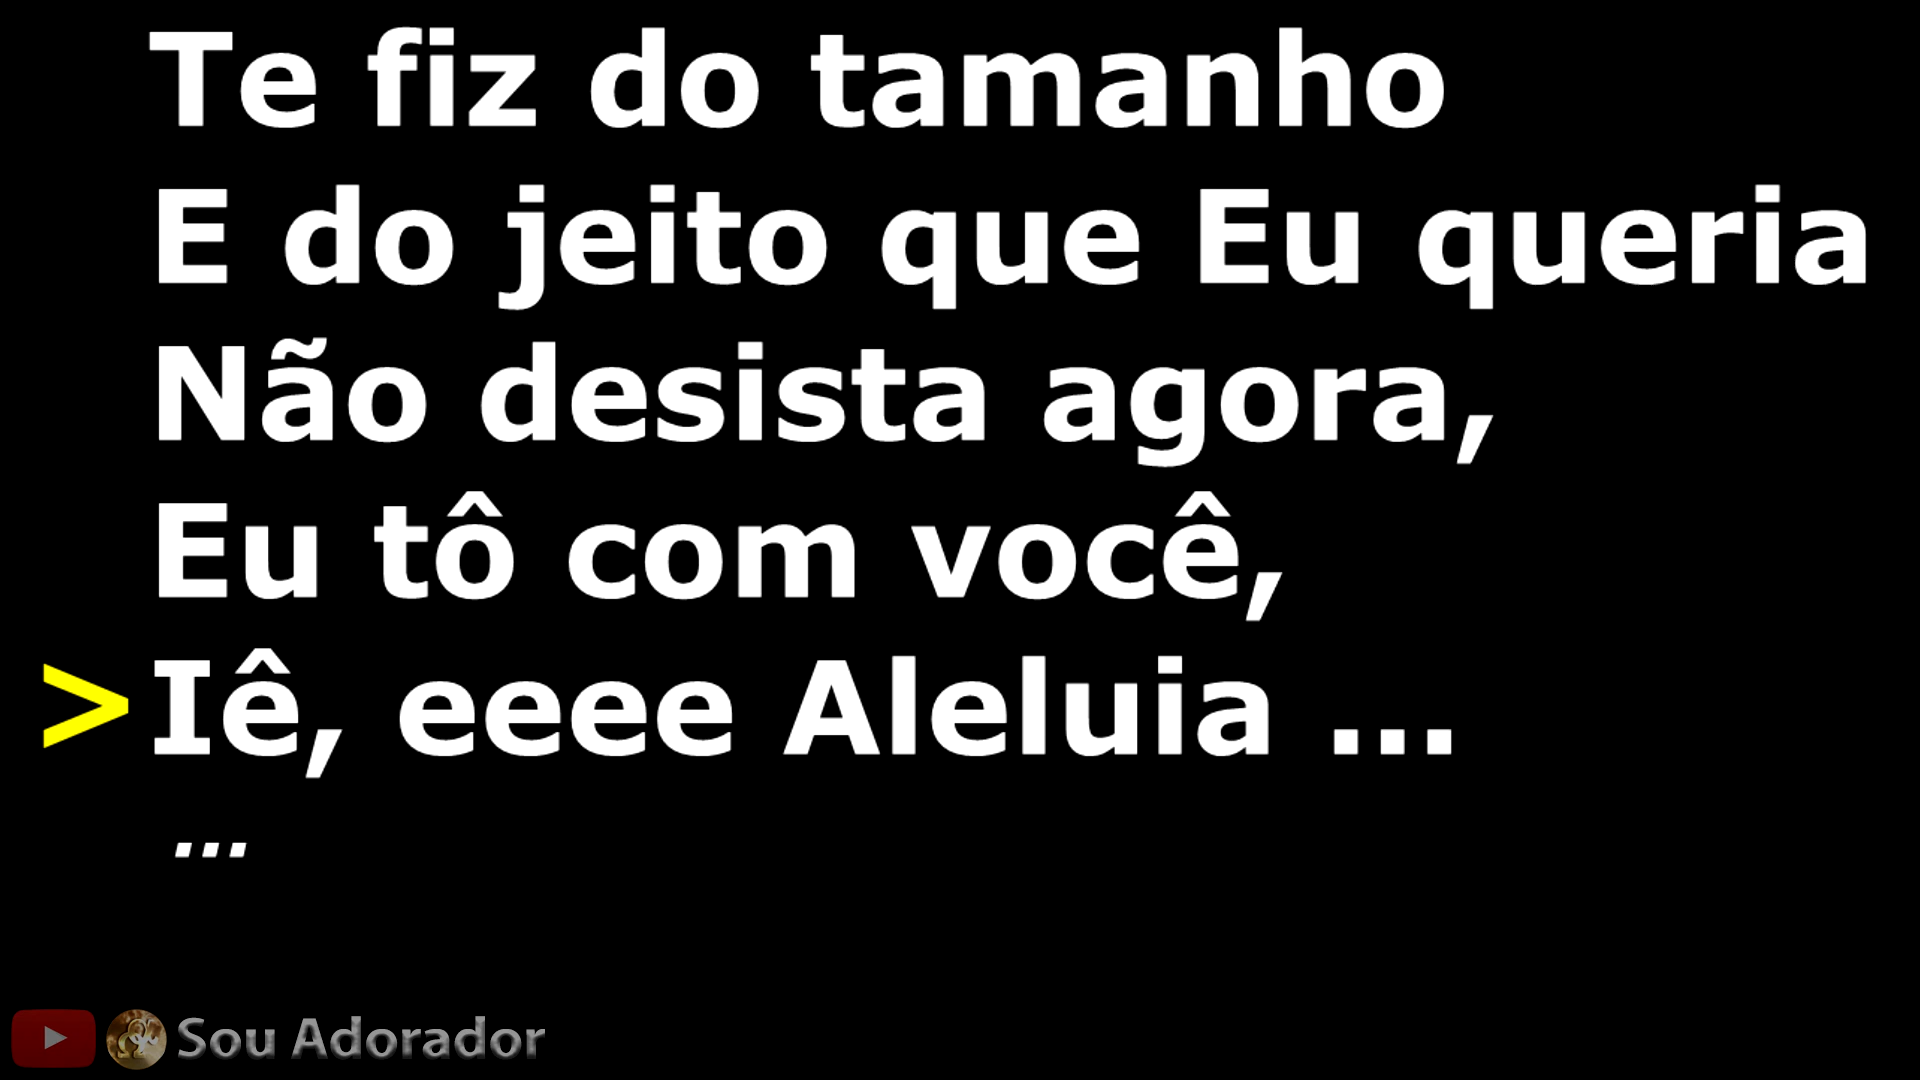 Te fiz do tamanho
E do jeito que Eu queria
Não desista agora,
Eu tô com você,
> Iê, eeee Aleluia ...
...
Sou Adorador